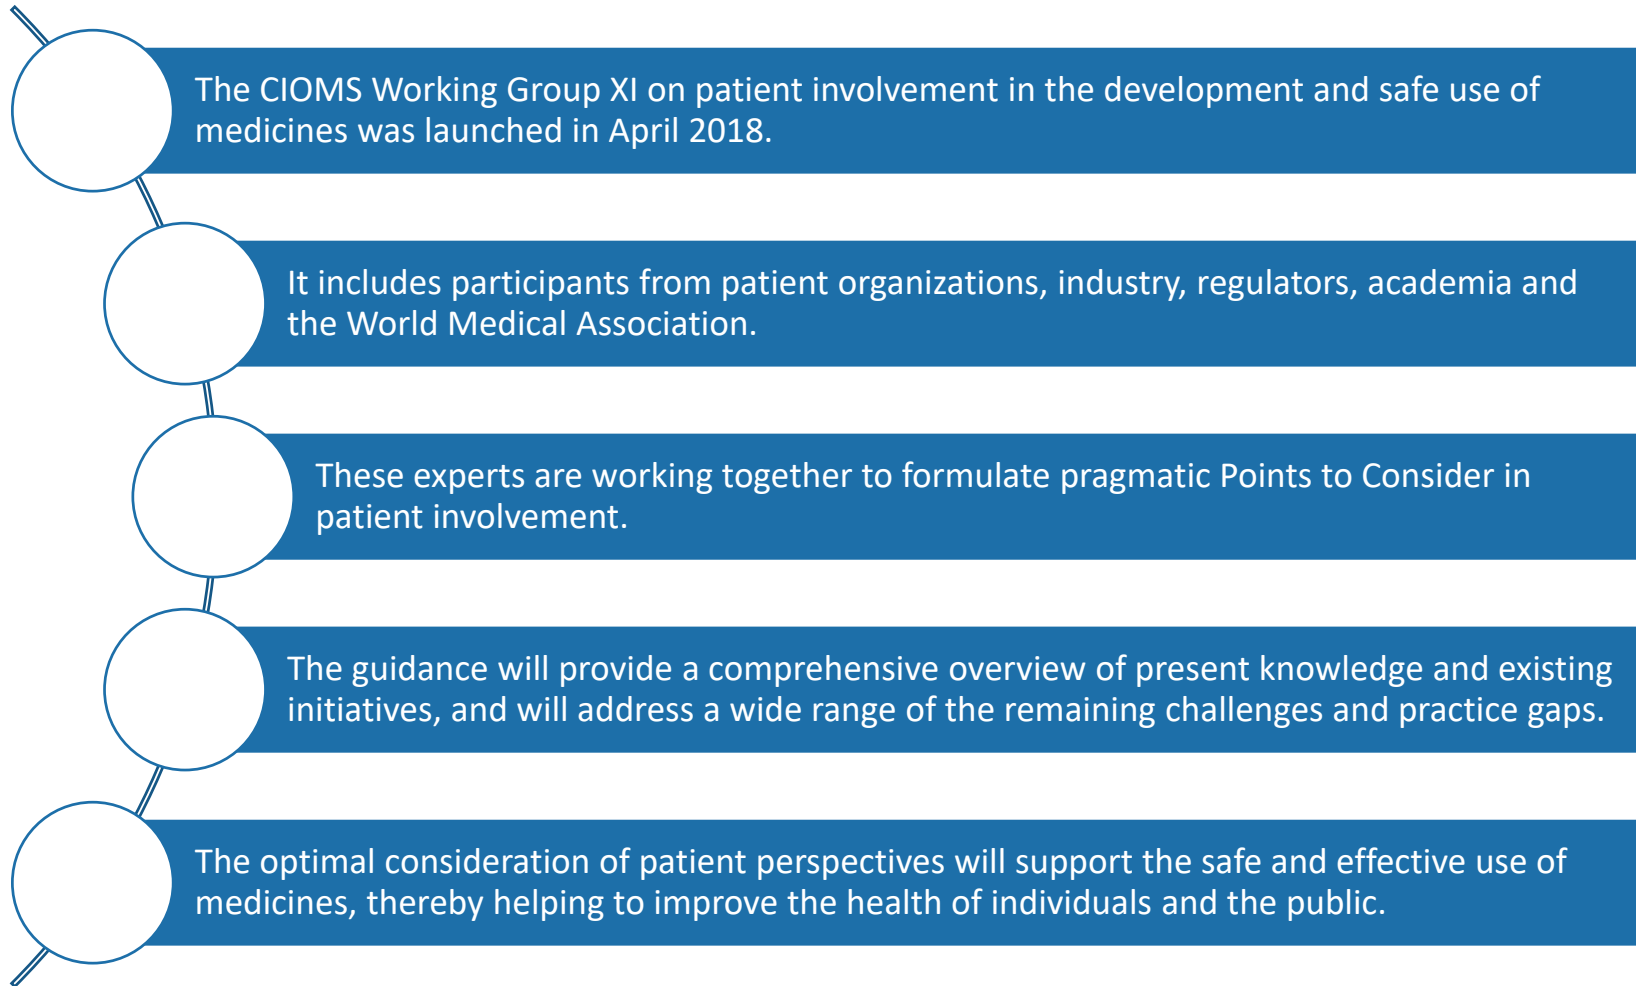 The CIOMS Working Group XI on patient involvement in the development and safe use of
medicines was launched in April 2018.
It includes participants from patient organizations, industry, regulators, academia and
the World Medical Association.
These experts are working together to formulate pragmatic Points to Consider in
patient involvement.
The guidance will provide a comprehensive overview of present knowledge and existing
initiatives, and will address a wide range of the remaining challenges and practice gaps.
The optimal consideration of patient perspectives will support the safe and effective use of
medicines, thereby helping to improve the health of individuals and the public.